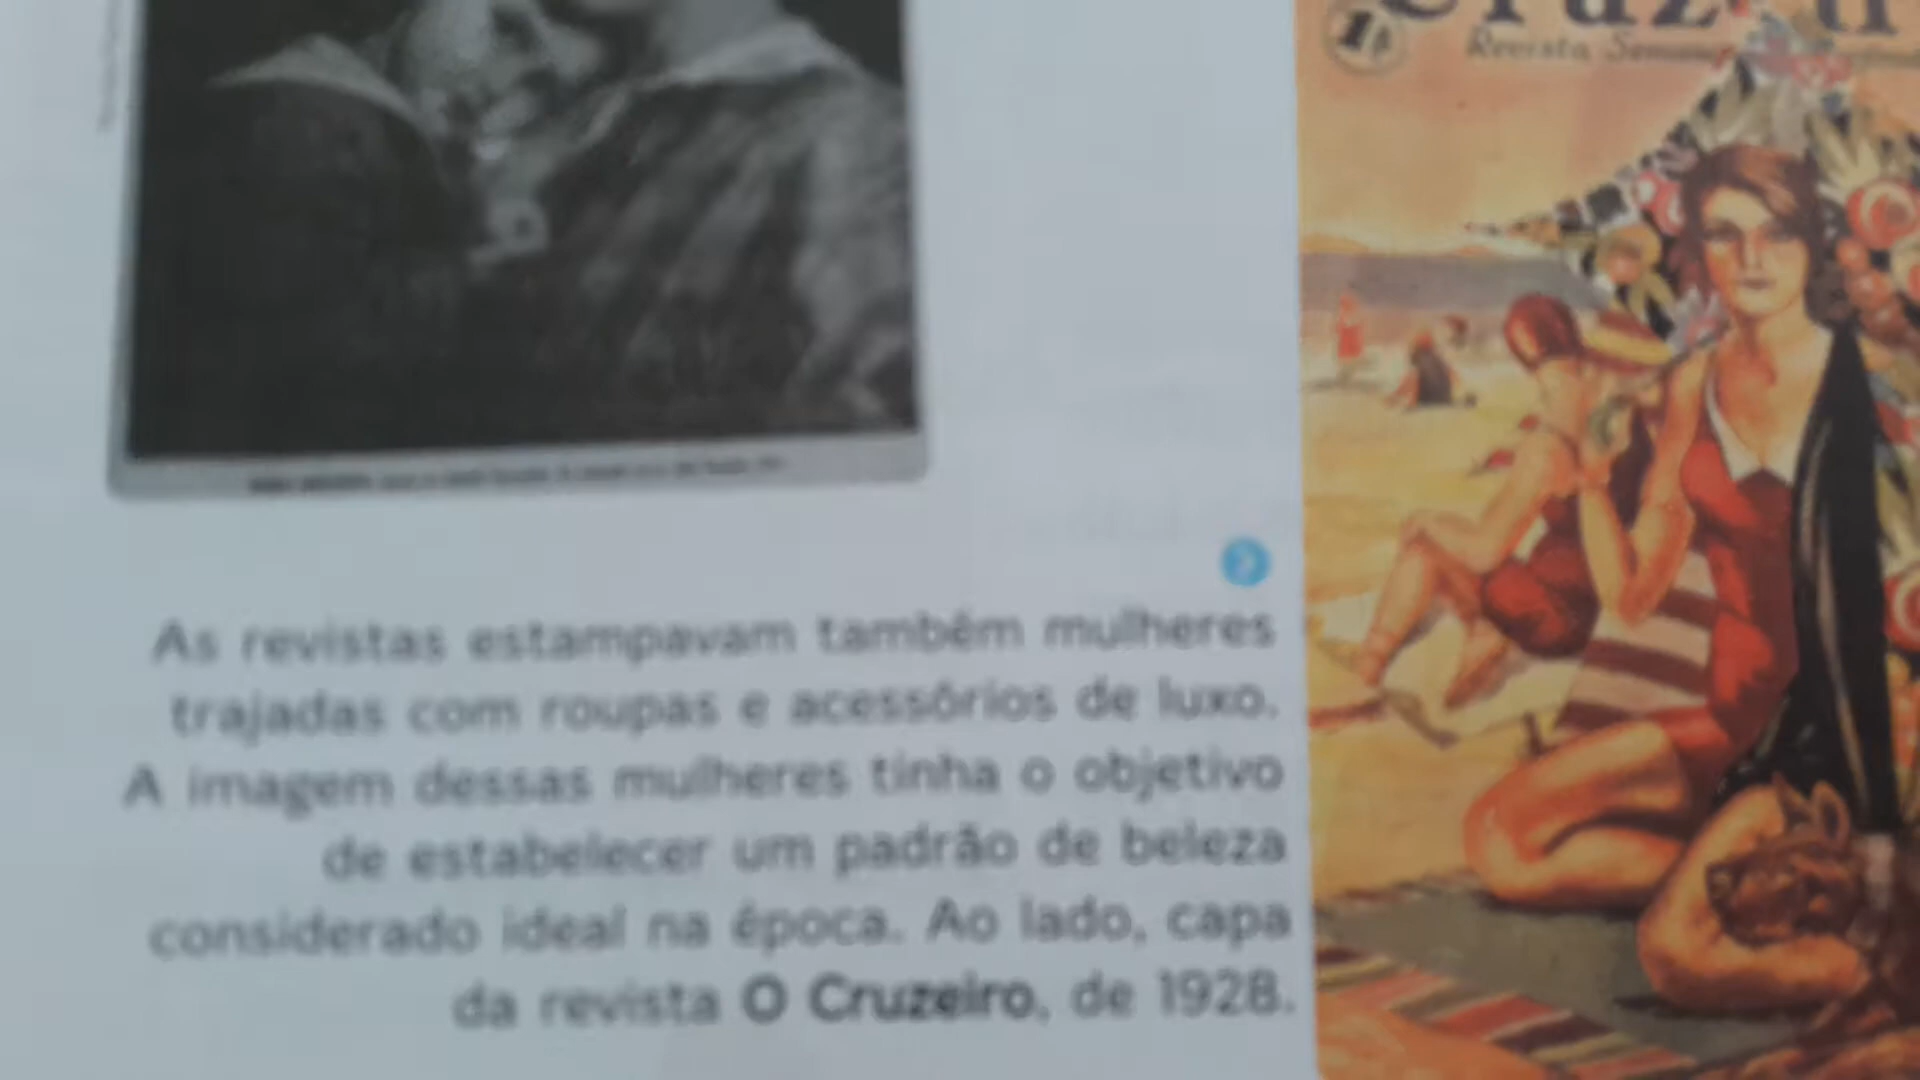 Revista
As revistas estampavam também mulheres
trajadas com roupas e acessórios de luxo.
A imagem dessas mulheres tinha o objetivo
de estabelecer um padrão de beleza
considerado ideal na época. Ao lado, capa
da revista O Cruzeiro, de 1928.